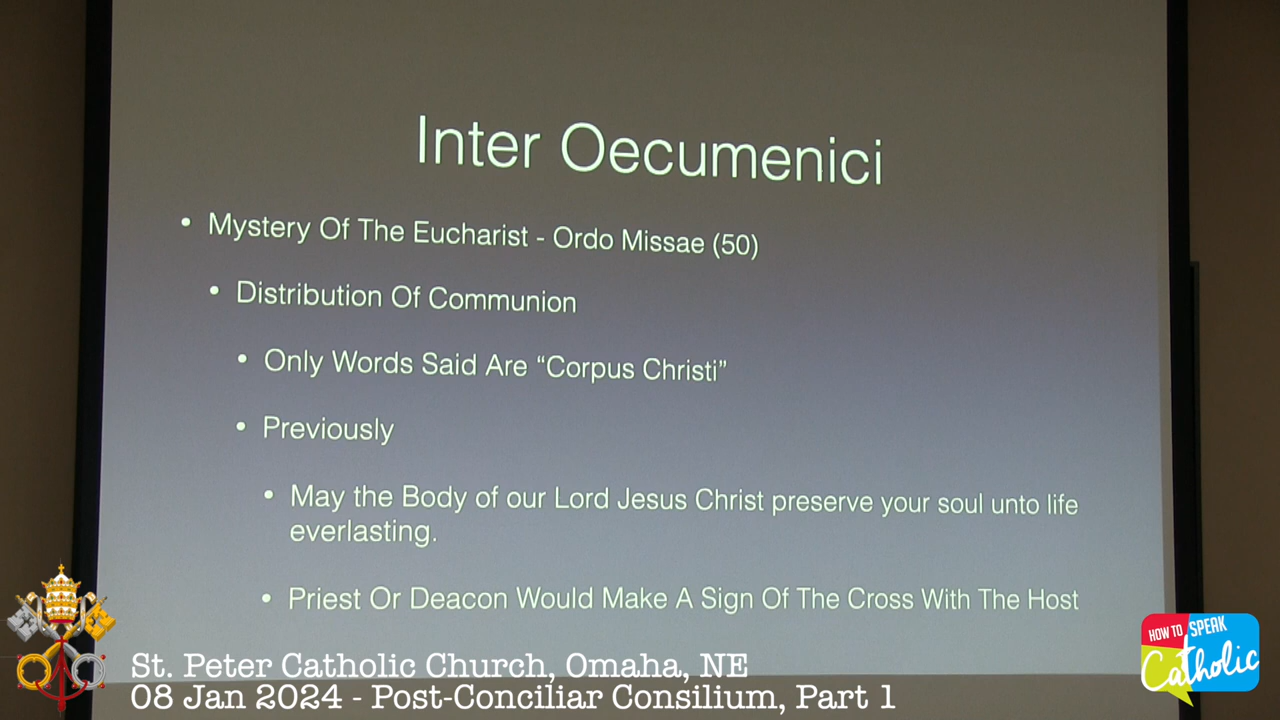 Inter Oecumenici
• Mystery Of The Eucharist - Ordo Missae (50)
• Distribution Of Communion
• Only Words Said Are “Corpus Christi”
• Previously
• May the Body of our Lord Jesus Christ preserve your soul unto life
everlasting.
• Priest Or Deacon Would Make A Sign Of The Cross With The Host
St. Peter Catholic Church, Omaha, NE
08 Jan 2024 - Post-Conciliar Consilium, Part 1
HOW TO SPEAK
Catholic